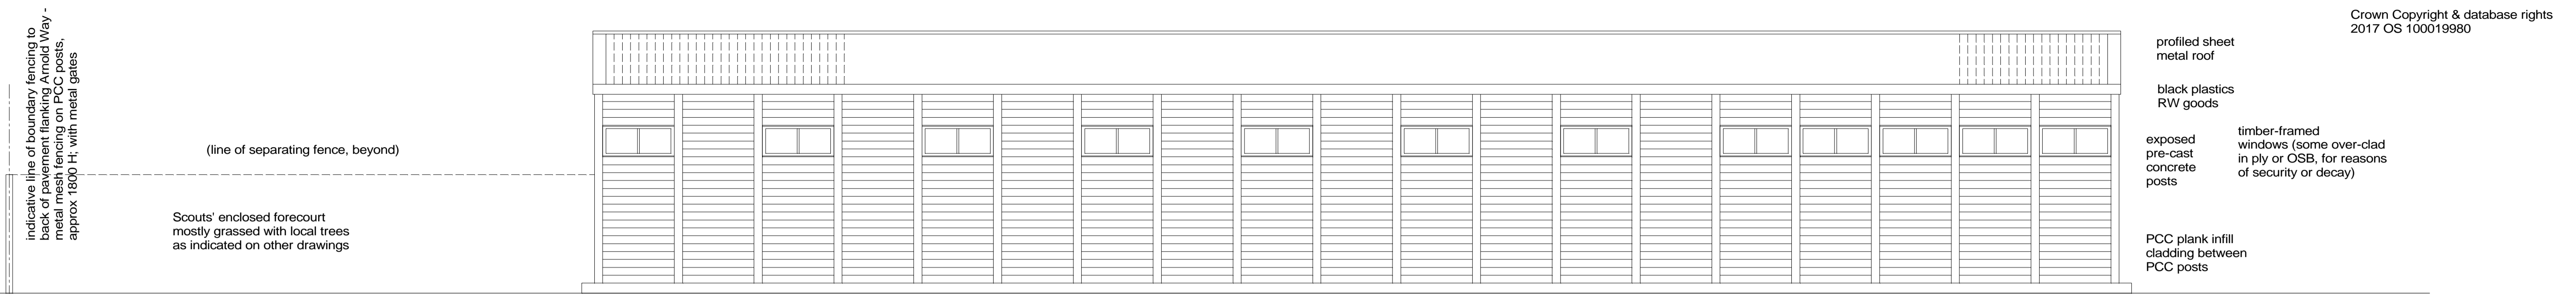 indicative line of boundary fencing to
back of pavement flanking Arnold Way -
metal mesh fencing on PCC posts,
approx 1800 H; with metal gates
(line of separating fence, beyond)
Scouts' enclosed forecourt
mostly grassed with local trees
as indicated on other drawings
Crown Copyright & database rights
2017 OS 100019980
profiled sheet
metal roof
black plastics
RW goods
exposed
pre-cast
concrete
posts
timber-framed
windows (some over-clad
in ply or OSB, for reasons
of security or decay)
PCC plank infill
cladding between
PCC posts